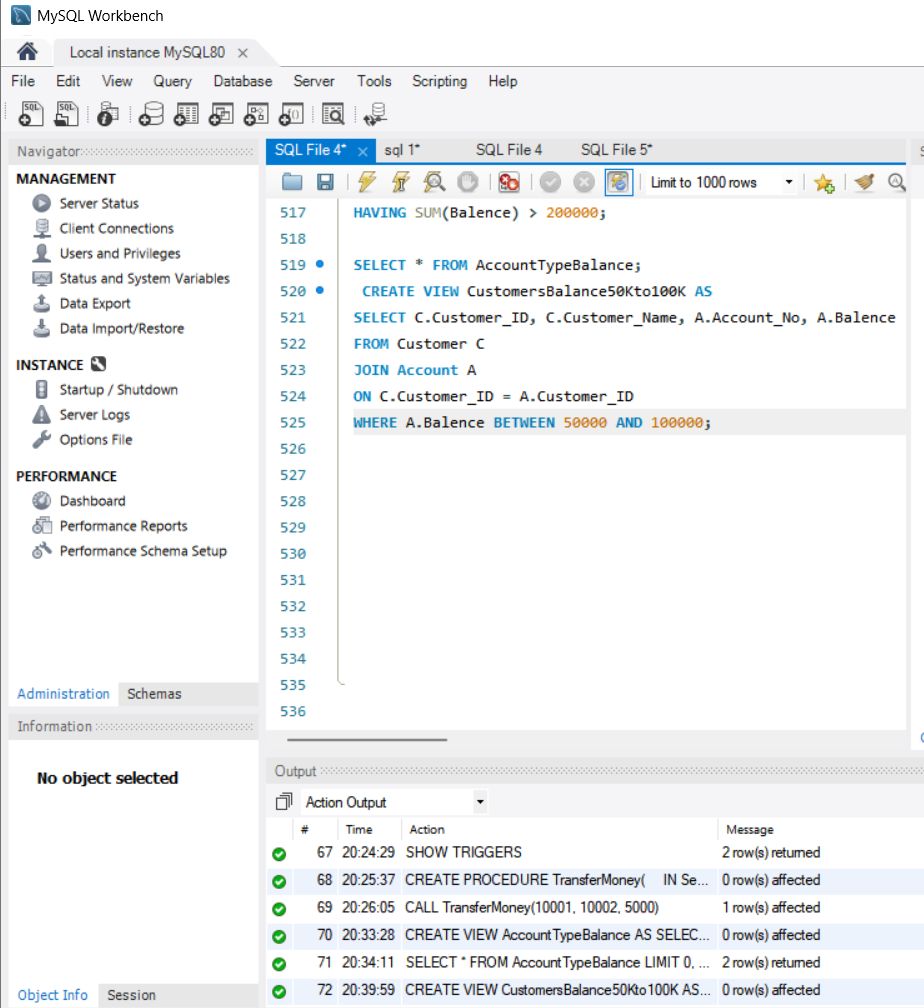 MySQL Workbench
Local instance MySQL80
File Edit View Query Database Server Tools Scripting Help
Navigator
MANAGEMENT
Server Status
Client Connections
Users and Privileges
Status and System Variables
Data Export
Data Import/Restore
INSTANCE
Startup / Shutdown
Server Logs
Options File
PERFORMANCE
Dashboard
Performance Reports
Performance Schema Setup
Administration Schemas
Information
No object selected
Object Info Session
SQL File 4* sql 1* SQL File 4 SQL File 5*
Limit to 1000 rows
517 HAVING SUM(Balence) > 200000;
518
519 SELECT * FROM AccountTypeBalance;
520 CREATE VIEW CustomersBalance50Kto100K AS
521 SELECT C.Customer_ID, C.Customer_Name, A.Account_No, A.Balence
522 FROM Customer C
523 JOIN Account A
524 ON C.Customer_ID = A.Customer_ID
525 WHERE A.Balence BETWEEN 50000 AND 100000;
526
527
528
529
530
531
532
533
534
535
536
Output
Action Output
# Time Action Message
67 20:24:29 SHOW TRIGGERS 2 row(s) returned
68 20:25:37 CREATE PROCEDURE TransferMoney( IN Se... 0 row(s) affected
69 20:26:05 CALL TransferMoney(10001, 10002, 5000) 1 row(s) affected
70 20:33:28 CREATE VIEW AccountTypeBalance AS SELEC... 0 row(s) affected
71 20:34:11 SELECT * FROM AccountTypeBalance LIMIT 0, ... 2 row(s) returned
72 20:39:59 CREATE VIEW CustomersBalance50Kto100K AS... 0 row(s) affected